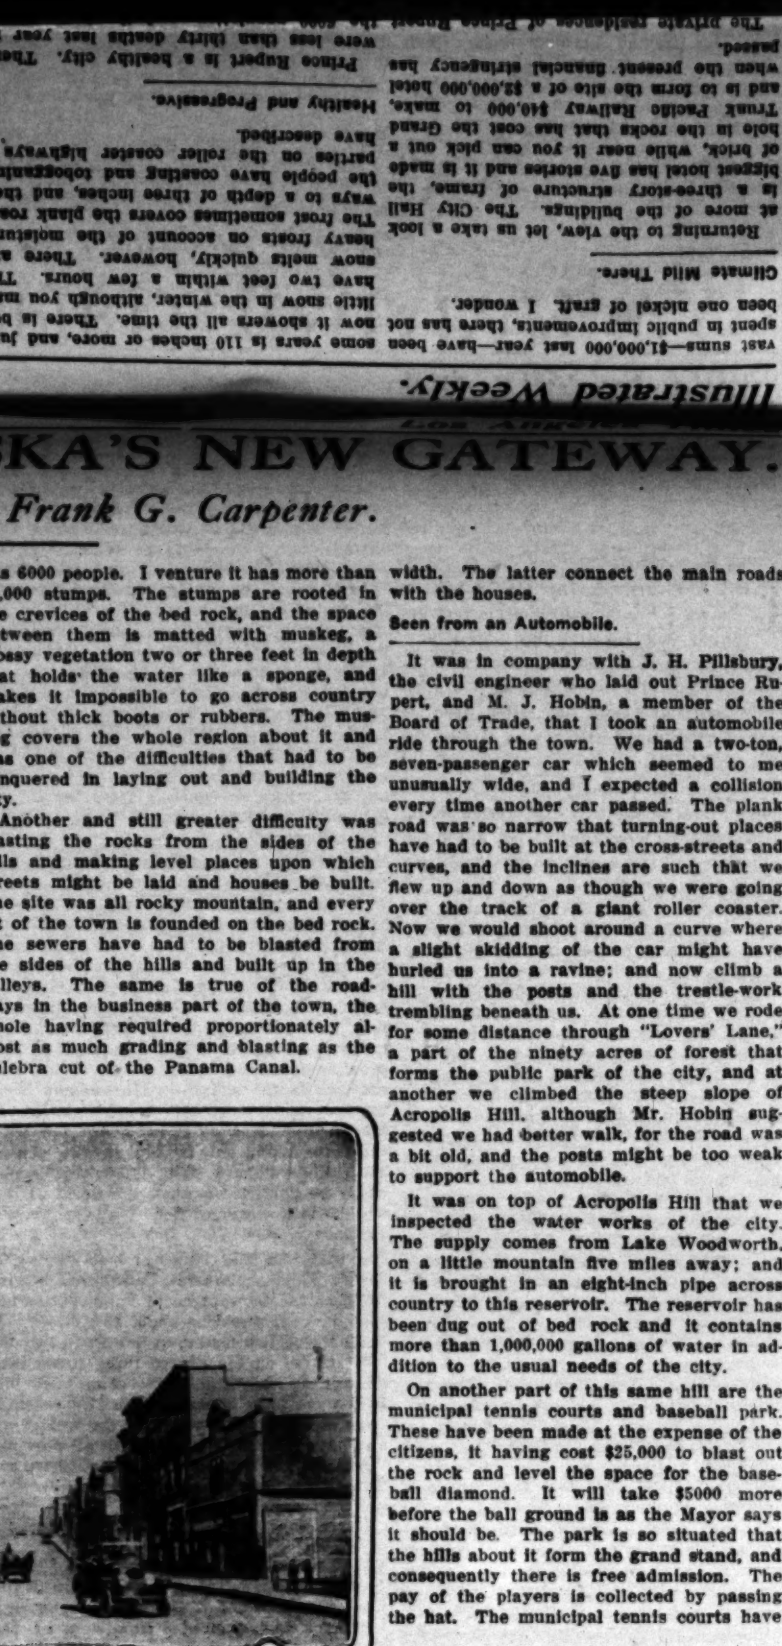 Illustrated Weekly.
vast sums—$1,000,000 last year—have been
spent in public improvements, there has not
been one nickel of graft. I wonder.
Climate Mild There.
Returning to the view, let us take a look
at more of the buildings. The City Hall
is a three-story structure of frame, the
biggest hotel has five stories and it is made
of brick, while near it you can pick out a
hole in the rocks that has cost the Grand
Trunk Pacific Railway $40,000 to make,
and is to form the site of a $2,000,000 hotel
when the present financial stringency has
passed.
The private residences of Prince Rupert
some years is 110 inches or more, and ju
now it showers all the time. There is b
little snow in the winter, although you ma
have two feet within a few hours. Th
snow melts quickly, however. There a
heavy frosts on account of the moistur
The frost sometimes covers the plank roa
ways to a depth of three inches, and the
the people have coasting and toboggani
parties on the roller coaster highways
have described.
Healthy and Progressive.
Prince Rupert is a healthy city. The
were less than thirty deaths last year
SKA'S NEW GATEWAY.
Frank G. Carpenter.
s 6000 people. I venture it has more than
,000 stumps. The stumps are rooted in
e crevices of the bed rock, and the space
tween them is matted with muskeg, a
ossy vegetation two or three feet in depth
at holds the water like a sponge, and
akes it impossible to go across country
thout thick boots or rubbers. The mus-
g covers the whole region about it and
as one of the difficulties that had to be
nquered in laying out and building the
y.
Another and still greater difficulty was
asting the rocks from the sides of the
lls and making level places upon which
reets might be laid and houses be built.
he site was all rocky mountain, and every
t of the town is founded on the bed rock.
he sewers have had to be blasted from
e sides of the hills and built up in the
lleys. The same is true of the road-
ays in the business part of the town, the
hole having required proportionately al-
ost as much grading and blasting as the
lebra cut of the Panama Canal.
width. The latter connect the main roads
with the houses.
Seen from an Automobile.
It was in company with J. H. Pillsbury,
the civil engineer who laid out Prince Ru-
pert, and M. J. Hobin, a member of the
Board of Trade, that I took an automobile
ride through the town. We had a two-ton,
seven-passenger car which seemed to me
unusually wide, and I expected a collision
every time another car passed. The plank
road was so narrow that turning-out places
have had to be built at the cross-streets and
curves, and the inclines are such that we
flew up and down as though we were going
over the track of a giant roller coaster.
Now we would shoot around a curve where
a slight skidding of the car might have
hurled us into a ravine; and now climb a
hill with the posts and the trestle-work
trembling beneath us. At one time we rode
for some distance through "Lovers' Lane,"
a part of the ninety acres of forest that
forms the public park of the city, and at
another we climbed the steep slope of
Acropolis Hill, although Mr. Hobin sug-
gested we had better walk, for the road was
a bit old, and the posts might be too weak
to support the automobile.
It was on top of Acropolis Hill that we
inspected the water works of the city.
The supply comes from Lake Woodworth,
on a little mountain five miles away; and
it is brought in an eight-inch pipe across
country to this reservoir. The reservoir has
been dug out of bed rock and it contains
more than 1,000,000 gallons of water in ad-
dition to the usual needs of the city.
On another part of this same hill are the
municipal tennis courts and baseball park.
These have been made at the expense of the
citizens, it having cost $25,000 to blast out
the rock and level the space for the base-
ball diamond. It will take $5000 more
before the ball ground is as the Mayor says
it should be. The park is so situated that
the hills about it form the grand stand, and
consequently there is free admission. The
pay of the players is collected by passing
the hat. The municipal tennis courts have